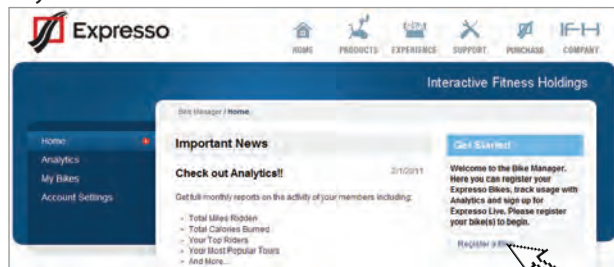 Expresso
HOME PRODUCTS EXPERIENCE SUPPORT PURCHASE COMPANY
Interactive Fitness Holdings
Bike Manager / Home
Home
Analytics
My Bikes
Account Settings
Important News
Check out Analytics!! 2/1/2011
Get full monthly reports on the activity of your members including:
- Total Miles Ridden
- Total Calories Burned
- Your Top Riders
- Your Most Popular Tours
- And More...
Get Started
Welcome to the Bike Manager.
Here you can register your
Expresso Bikes, track usage with
Analytics and sign up for
Expresso Live. Please register
your bike(s) to begin.
Register a